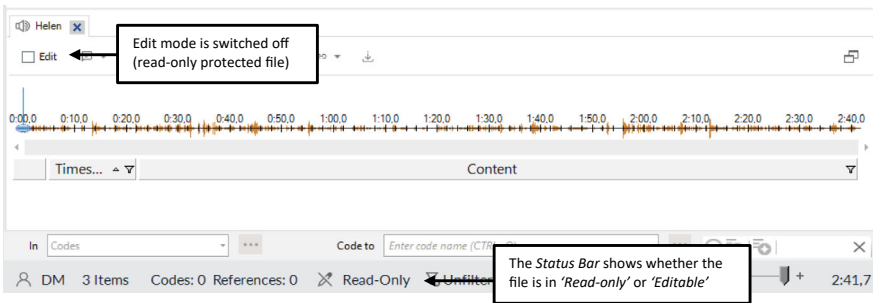 Helen
Edit
Edit mode is switched off
(read-only protected file)
0:00,0 0:10,0 0:20,0 0:30,0 0:40,0 0:50,0 1:00,0 1:10,0 1:20,0 1:30,0 1:40,0 1:50,0 2:00,0 2:10,0 2:20,0 2:30,0 2:40,0
Times... Content
In Codes Code to Enter code name (CTRL
The Status Bar shows whether the
file is in ‘Read-only’ or ‘Editable’
DM 3 Items Codes: 0 References: 0 Read-Only Unfilter 2:41,7